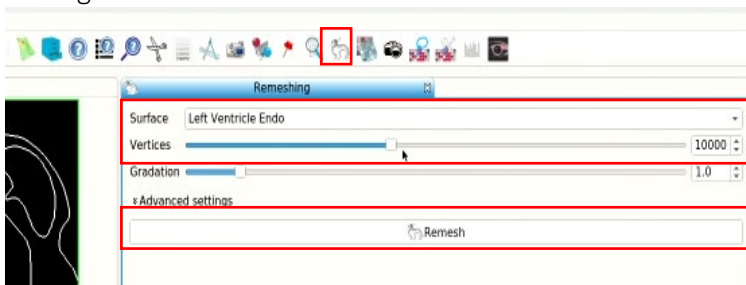 Remeshing
Surface Left Ventricle Endo
Vertices 10000
Gradation 1.0
Advanced settings
Remesh